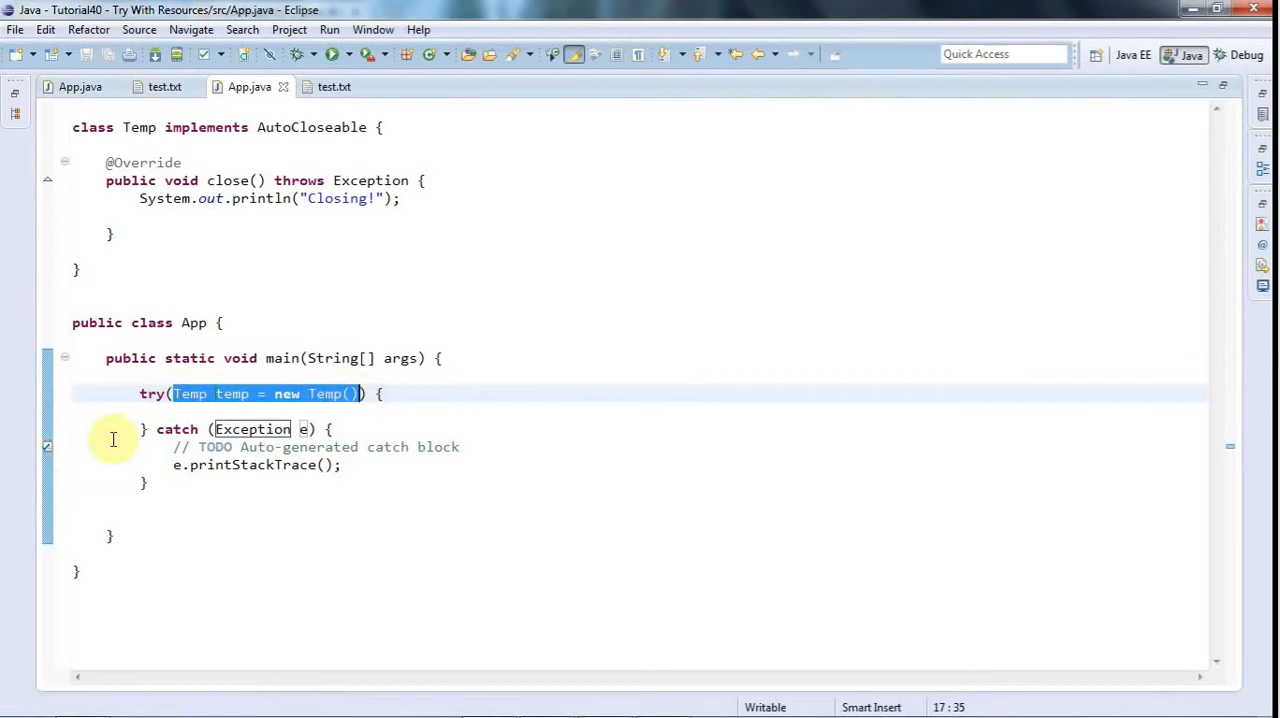 Java - Tutorial40 - Try With Resources/src/App.java - Eclipse
File Edit Refactor Source Navigate Search Project Run Window Help
Quick Access Java EE Java Debug
App.java test.txt App.java test.txt
class Temp implements AutoCloseable {
@Override
public void close() throws Exception {
System.out.println("Closing!");
}
}
public class App {
public static void main(String[] args) {
try(Temp temp = new Temp()) {
} catch (Exception e) {
// TODO Auto-generated catch block
e.printStackTrace();
}
}
}
Writable Smart Insert 17 : 35